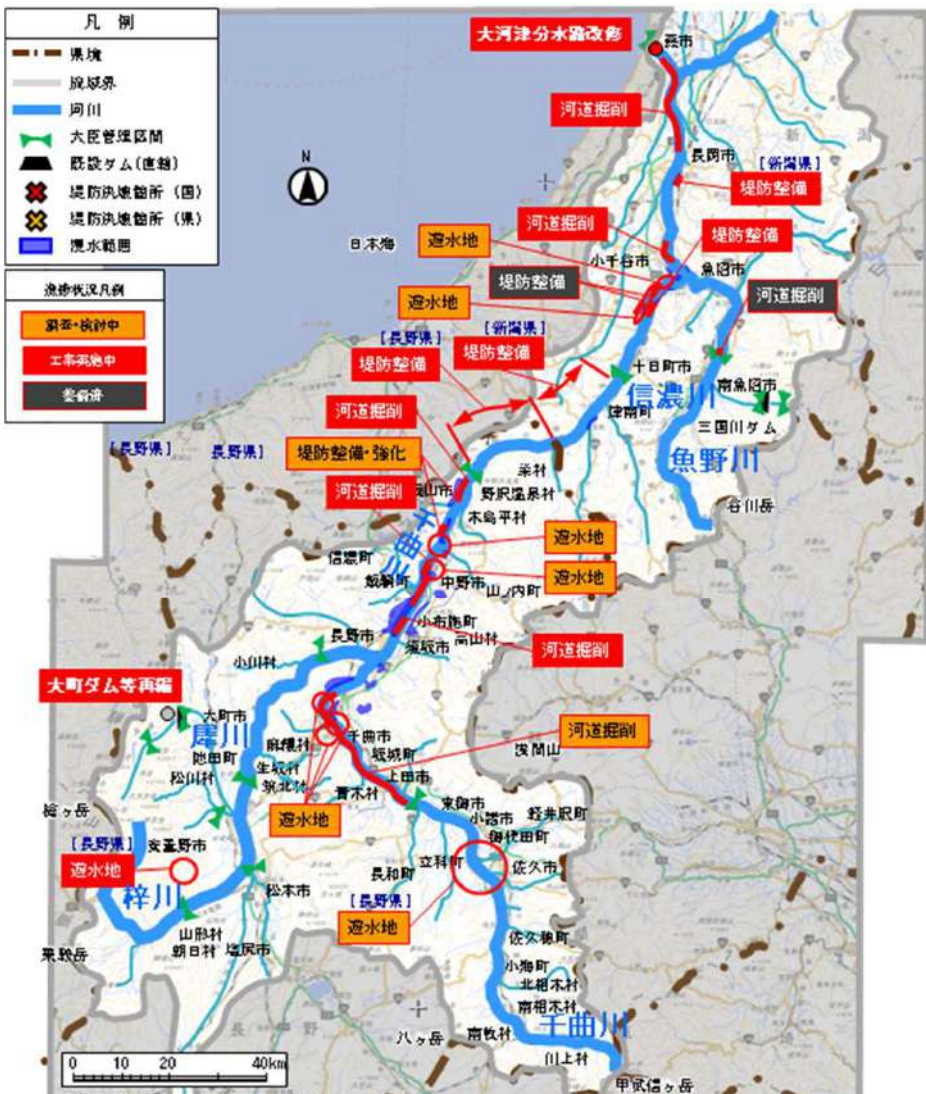 凡 例
県境
流域界
河川
大臣管理区間
既設ダム(直轄)
堤防決壊箇所 (国)
堤防決壊箇所 (県)
浸水範囲
進捗状況凡例
調査・検討中
工事実施中
整備済
N
日本海
大河津分水路改修
燕市
河道掘削
新
潟
長岡市
[新潟県]
堤防整備
河道掘削
堤防整備
遊水地
小千谷市
魚沼市
堤防整備
河道掘削
遊水地
[長野県]
[新潟県]
堤防整備
堤防整備
十日町市
信濃川
南魚沼市
三国川ダム
津南町
魚野川
河道掘削
[長野県]
長野県]
堤防整備・強化
栄村
谷川岳
河道掘削
飯山市
野沢温泉村
木島平村
千曲川
遊水地
信濃町
飯綱町
中野市
山ノ内町
遊水地
小布施町
高山村
長野市
須坂市
河道掘削
小川村
大町ダム等再編
大町市
犀川
千曲市
河道掘削
浅間山
麻績村
坂城町
池田町
生坂村
松川村
筑北村
上田市
青木村
東御市
遊水地
小諸市
軽井沢町
槍ヶ岳
御代田町
[長野県]
安曇野市
立科町
佐久市
遊水地
長和町
梓川
松本市
[長野県]
遊水地
山形村
朝日村
塩尻市
佐久穂町
乗鞍岳
小海町
北相木村
南相木村
長
野
千曲川
八ヶ岳
南牧村
川上村
甲武信ヶ岳
0 10 20 40km